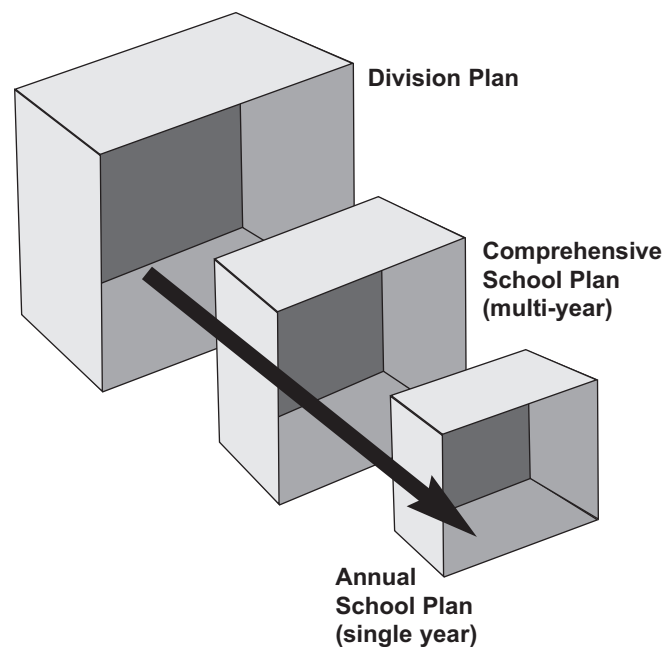 Division Plan
Comprehensive
School Plan
(multi-year)
Annual
School Plan
(single year)